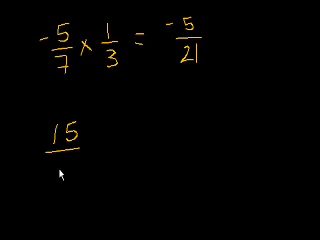 -5/7 × 1/3 = -5/21
15